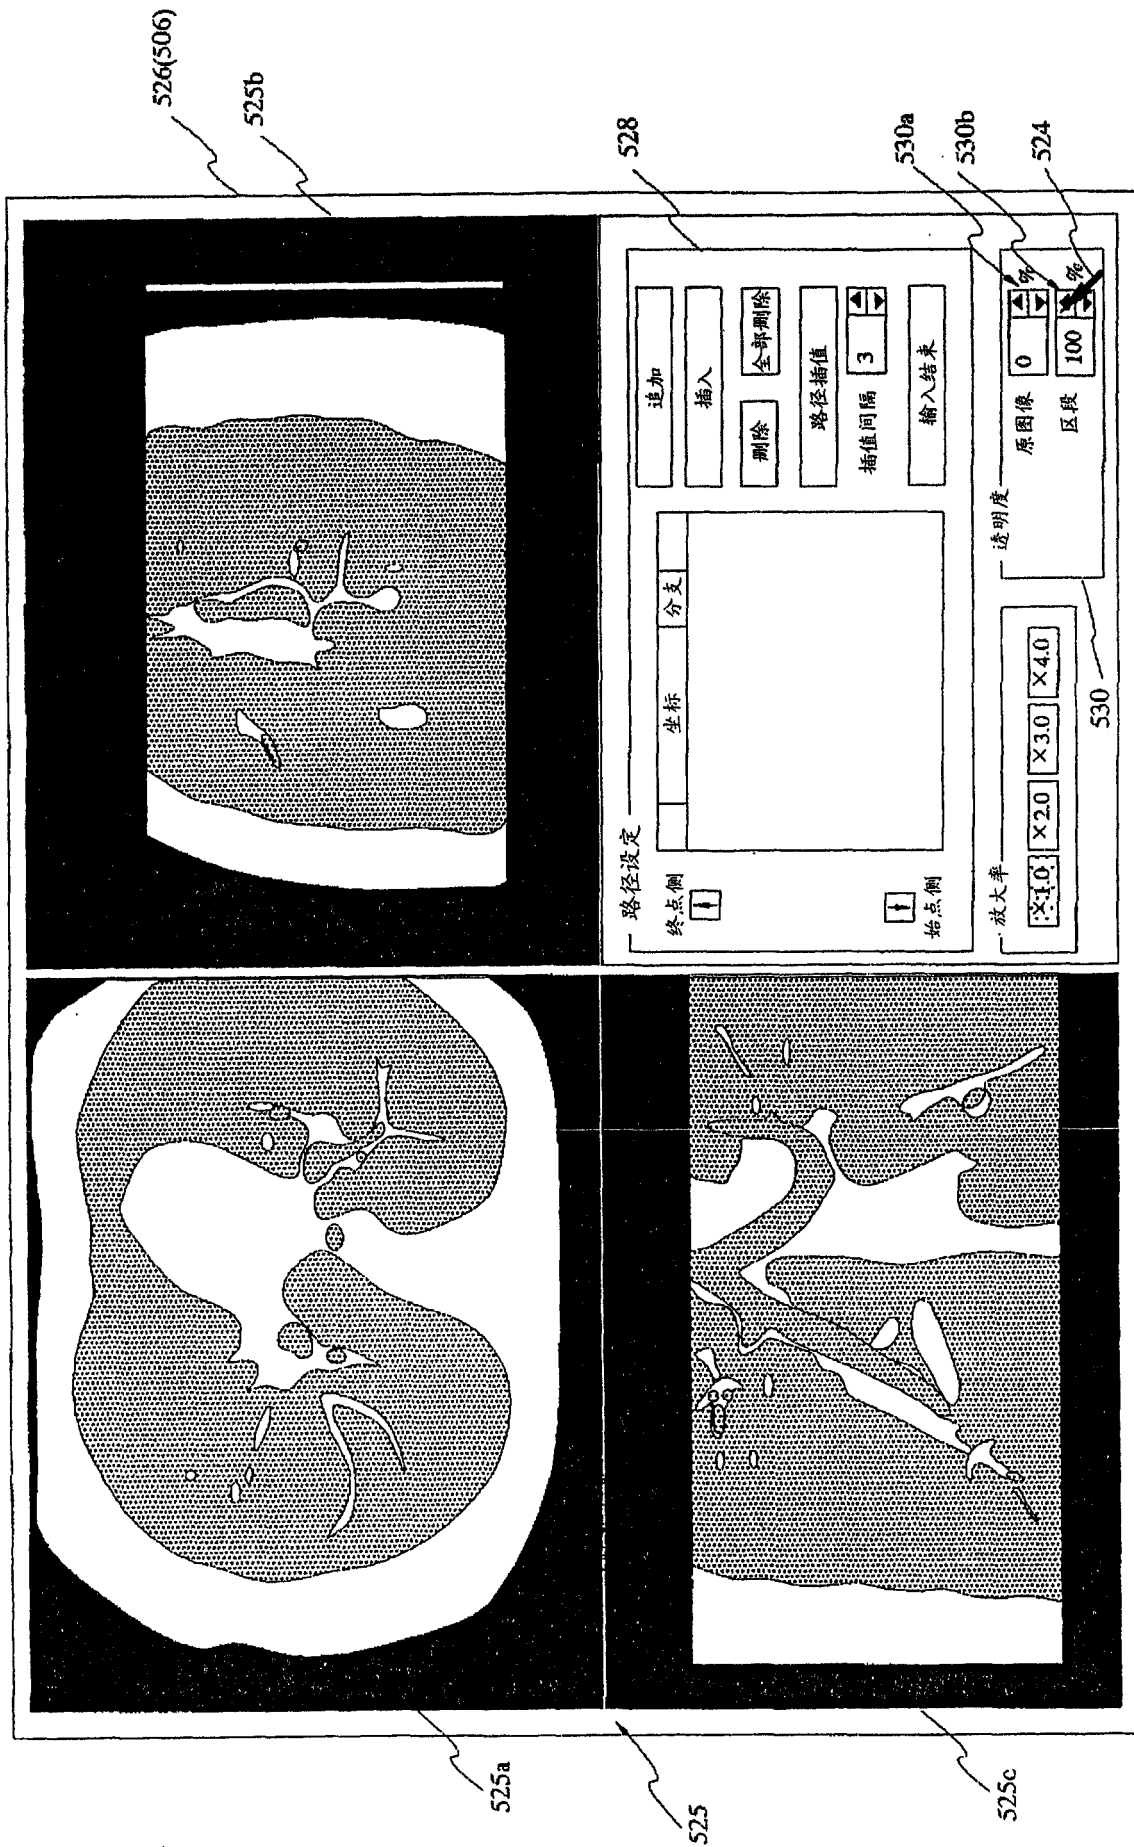 526(506)
525b
525a
525
525c
528
路径设定
终点侧
始点侧
坐标
分支
追加
插入
删除
全部删除
路径插值
插值间隔
3
输入结束
放大率
×1.0
×2.0
×3.0
×4.0
530
透明度
原图像
0
%
区段
100
%
530a
530b
524